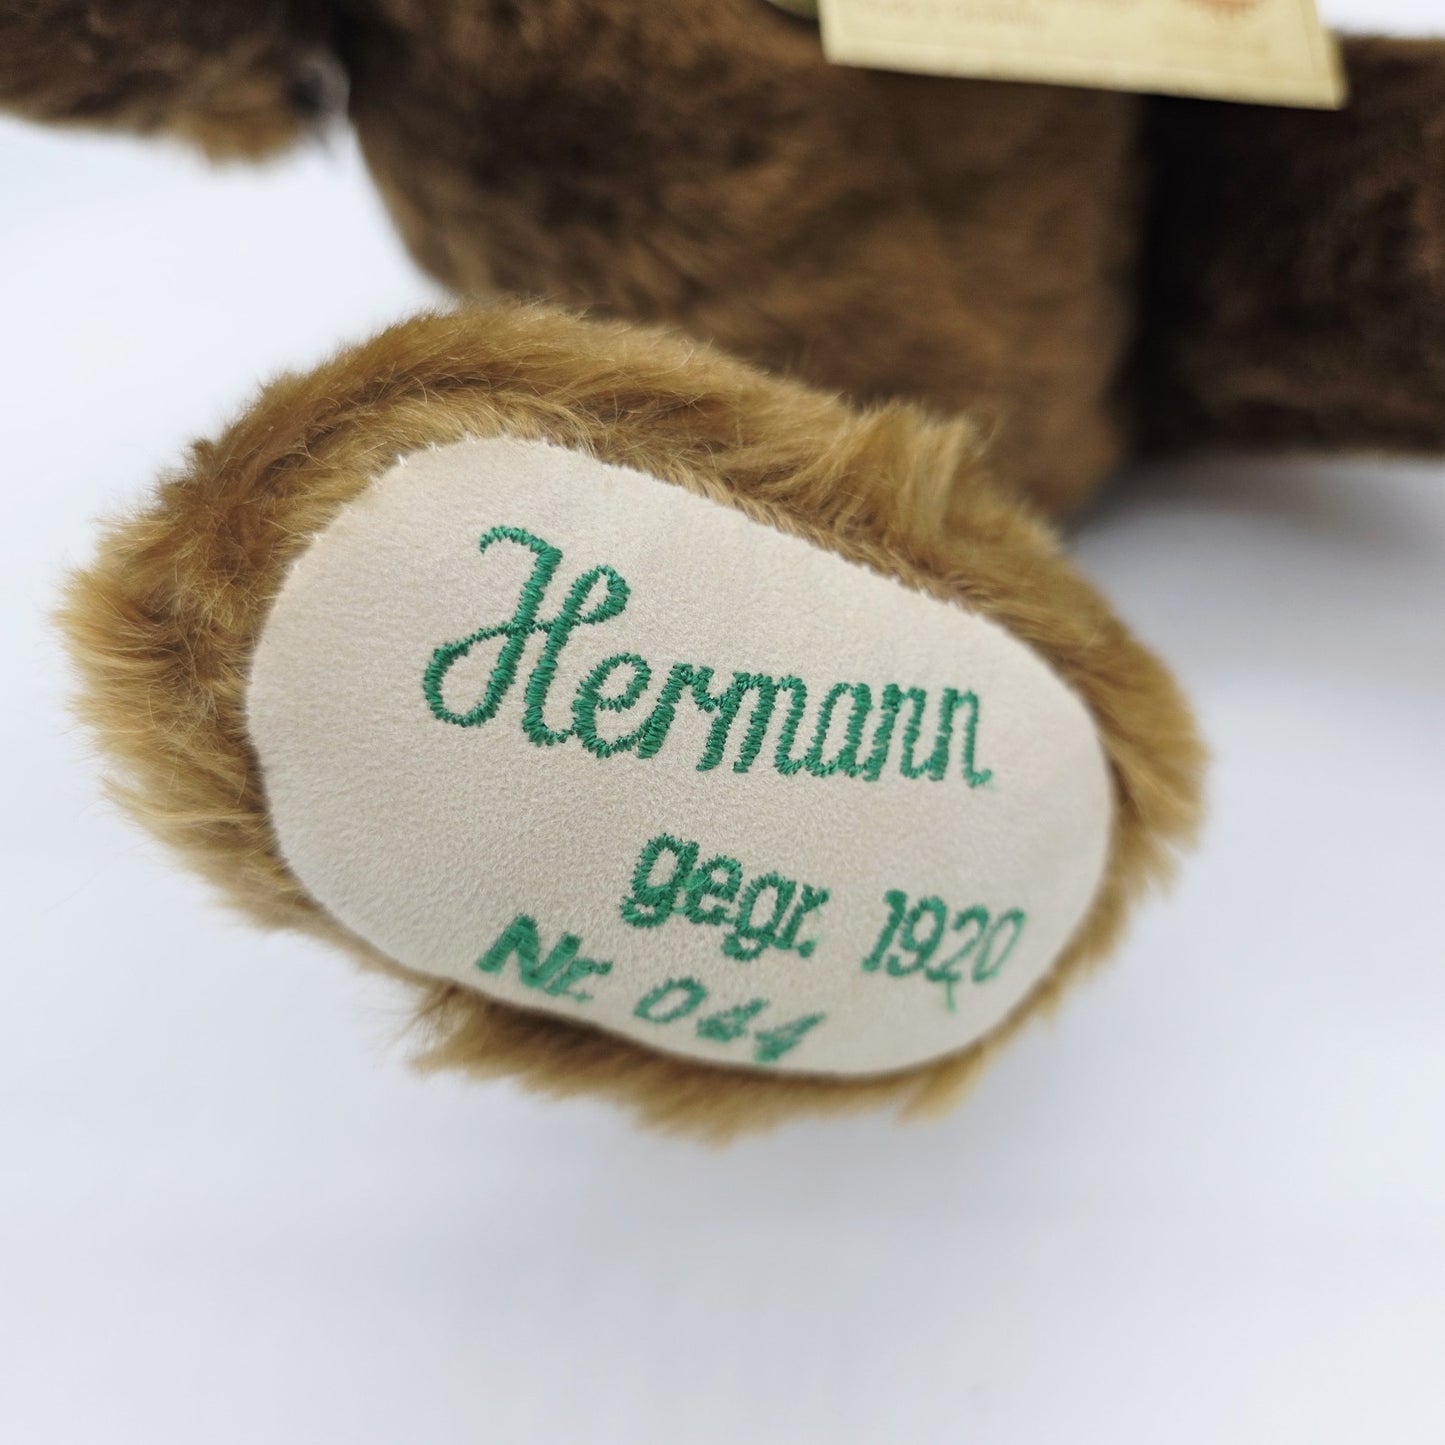 Hermann
gegr. 1920
Nr. 044